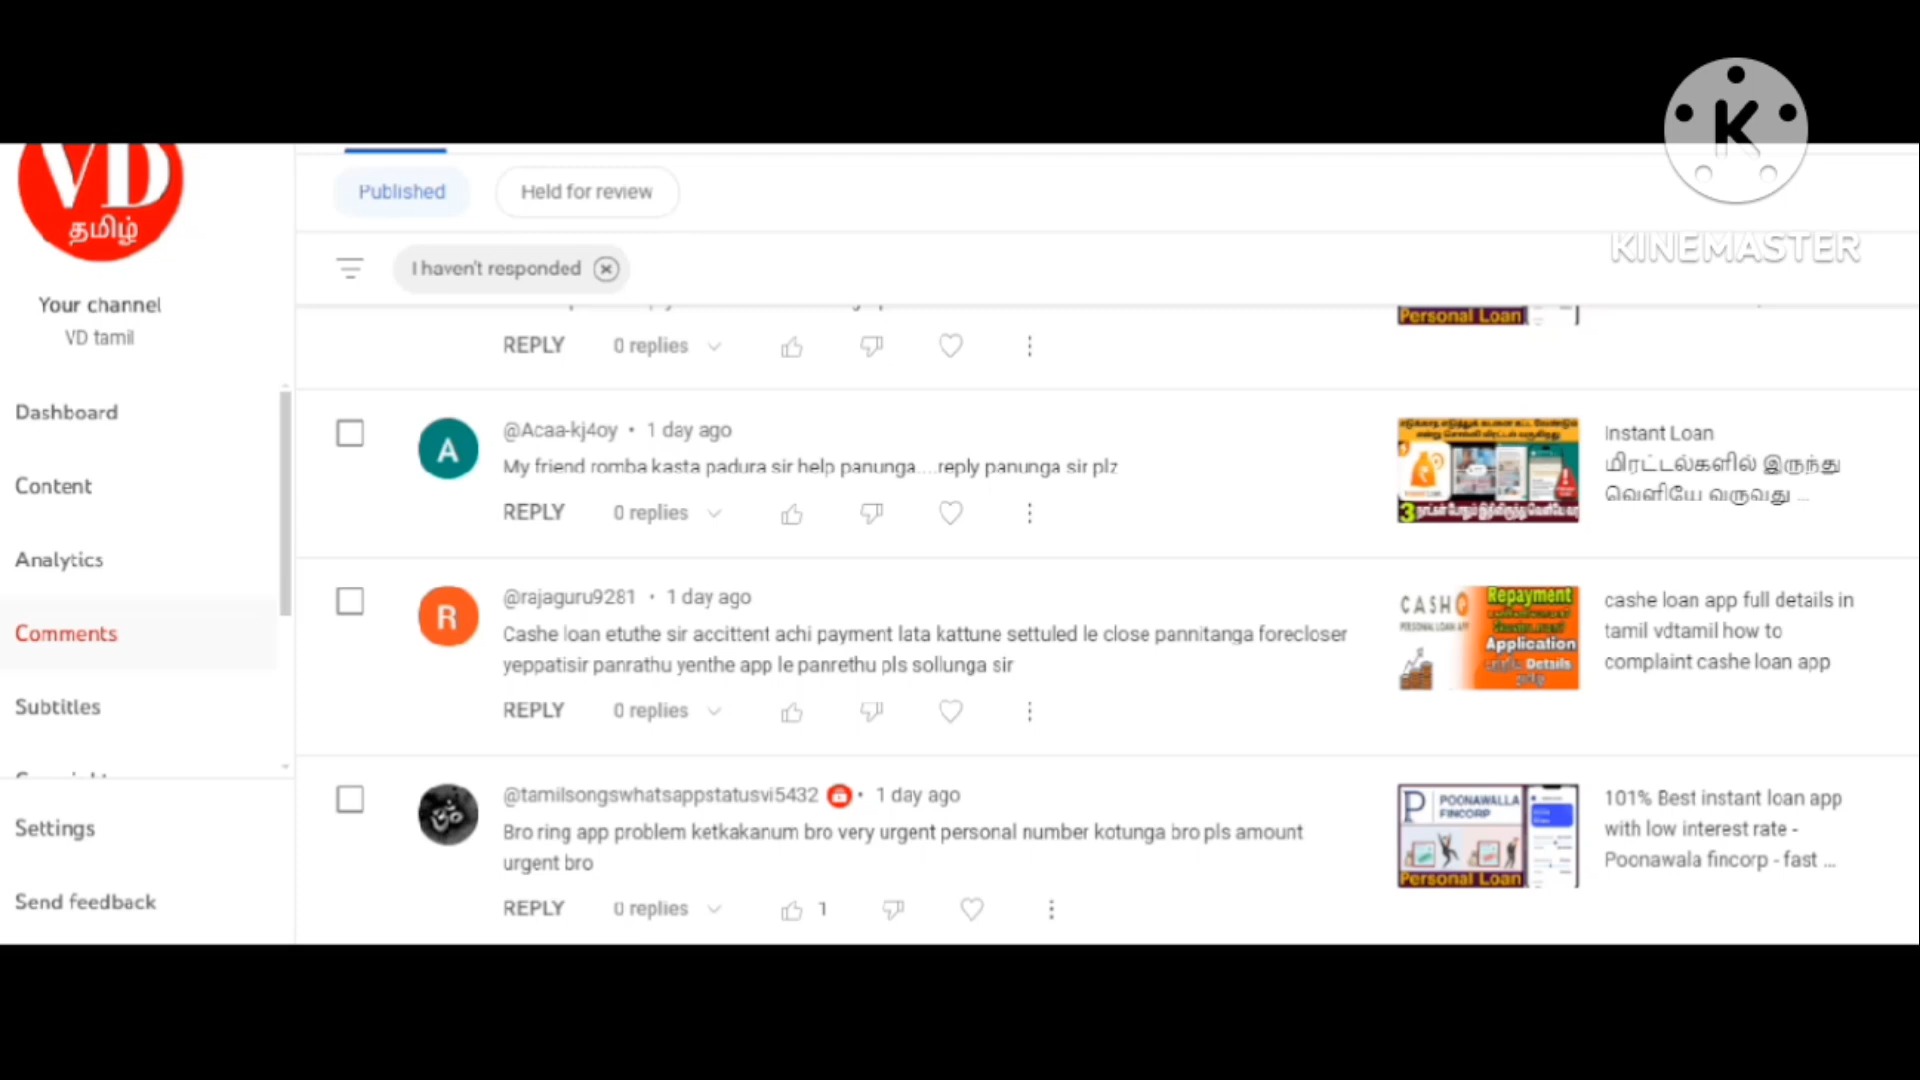 VD
தமிழ்
Your channel
VD tamil
Dashboard
Content
Analytics
Comments
Subtitles
Settings
Send feedback
K
KINEMASTER
Published
Held for review
I haven't responded
Personal Loan
REPLY 0 replies
@Acaa-kj4oy • 1 day ago
My friend romba kasta padura sir help panunga....reply panunga sir plz
REPLY 0 replies
A
Instant Loan
மிரட்டல்களில் இருந்து
வெளியே வருவது ...
@rajaguru9281 • 1 day ago
Cashe loan etuthe sir accittent achi payment lata kattune settuled le close pannitanga forecloser
yeppatisir panrathu yenthe app le panrethu pls sollunga sir
REPLY 0 replies
R
CASH
PERSONAL LOAN APP
Repayment
Application
Details
தமிழ்
cashe loan app full details in
tamil vdtamil how to
complaint cashe loan app
@tamilsongswhatsappstatusvi5432 • 1 day ago
Bro ring app problem ketkakanum bro very urgent personal number kotunga bro pls amount
urgent bro
REPLY 0 replies 1
POONAWALLA
FINCORP
Personal Loan
101% Best instant loan app
with low interest rate -
Poonawala fincorp - fast ...